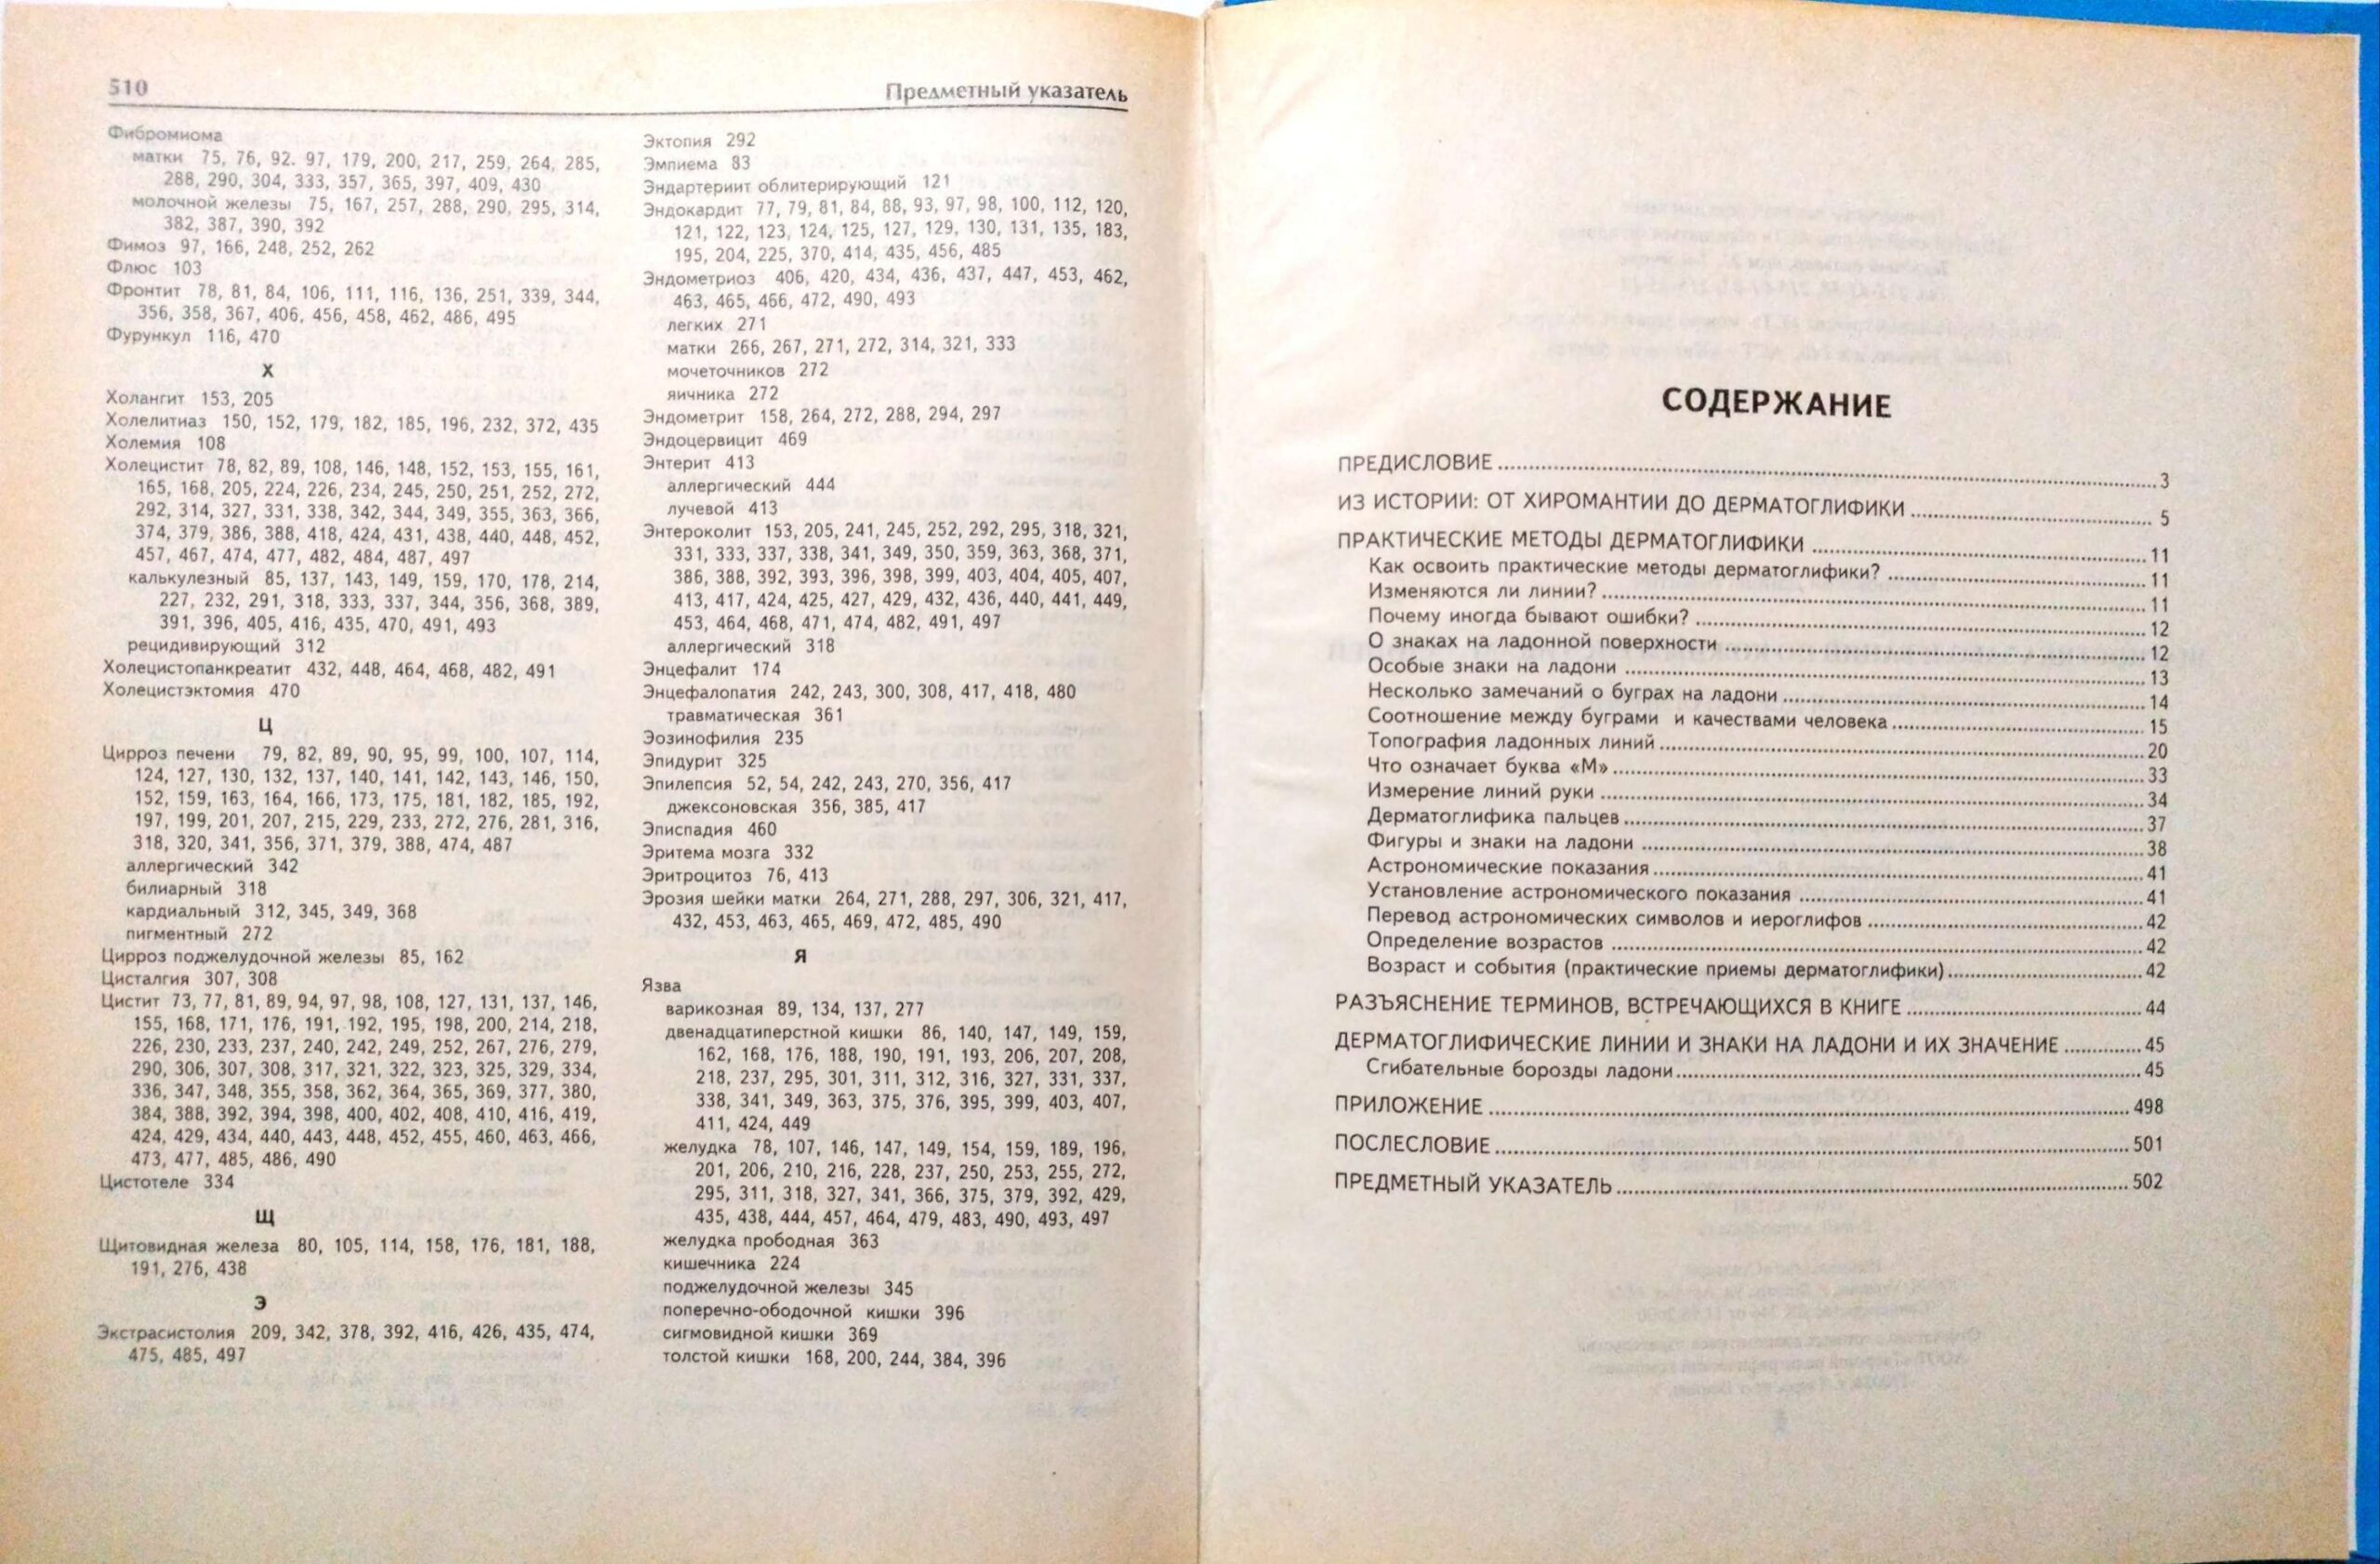 510
Предметный указатель
Фибромиома
матки 75, 76, 92. 97, 179, 200, 217, 259, 264, 285,
288, 290, 304, 333, 357, 365, 397, 409, 430
молочной железы 75, 167, 257, 288, 290, 295, 314,
382, 387, 390, 392
Фимоз 97, 166, 248, 252, 262
Флюс 103
Фронтит 78, 81, 84, 106, 111, 116, 136, 251, 339, 344,
356, 358, 367, 406, 456, 458, 462, 486, 495
Фурункул 116, 470
Х
Холангит 153, 205
Холелитиаз 150, 152, 179, 182, 185, 196, 232, 372, 435
Холемия 108
Холецистит 78, 82, 89, 108, 146, 148, 152, 153, 155, 161,
165, 168, 205, 224, 226, 234, 245, 250, 251, 252, 272,
292, 314, 327, 331, 338, 342, 344, 349, 355, 363, 366,
374, 379, 386, 388, 418, 424, 431, 438, 440, 448, 452,
457, 467, 474, 477, 482, 484, 487, 497
калькулезный 85, 137, 143, 149, 159, 170, 178, 214,
227, 232, 291, 318, 333, 337, 344, 356, 368, 389,
391, 396, 405, 416, 435, 470, 491, 493
рецидивирующий 312
Холецистопанкреатит 432, 448, 464, 468, 482, 491
Холецистэктомия 470
Ц
Цирроз печени 79, 82, 89, 90, 95, 99, 100, 107, 114,
124, 127, 130, 132, 137, 140, 141, 142, 143, 146, 150,
152, 159, 163, 164, 166, 173, 175, 181, 182, 185, 192,
197, 199, 201, 207, 215, 229, 233, 272, 276, 281, 316,
318, 320, 341, 356, 371, 379, 388, 474, 487
аллергический 342
билиарный 318
кардиальный 312, 345, 349, 368
пигментный 272
Цирроз поджелудочной железы 85, 162
Цисталгия 307, 308
Цистит 73, 77, 81, 89, 94, 97, 98, 108, 127, 131, 137, 146,
155, 168, 171, 176, 191, 192, 195, 198, 200, 214, 218,
226, 230, 233, 237, 240, 242, 249, 252, 267, 276, 279,
290, 306, 307, 308, 317, 321, 322, 323, 325, 329, 334,
336, 347, 348, 355, 358, 362, 364, 365, 369, 377, 380,
384, 388, 392, 394, 398, 400, 402, 408, 410, 416, 419,
424, 429, 434, 440, 443, 448, 452, 455, 460, 463, 466,
473, 477, 485, 486, 490
Цистотеле 334
Щ
Щитовидная железа 80, 105, 114, 158, 176, 181, 188,
191, 276, 438
Э
Экстрасистолия 209, 342, 378, 392, 416, 426, 435, 474,
475, 485, 497
Эктопия 292
Эмпиема 83
Эндартериит облитерирующий 121
Эндокардит 77, 79, 81, 84, 88, 93, 97, 98, 100, 112, 120,
121, 122, 123, 124, 125, 127, 129, 130, 131, 135, 183,
195, 204, 225, 370, 414, 435, 456, 485
Эндометриоз 406, 420, 434, 436, 437, 447, 453, 462,
463, 465, 466, 472, 490, 493
легких 271
матки 266, 267, 271, 272, 314, 321, 333
мочеточников 272
яичника 272
Эндометрит 158, 264, 272, 288, 294, 297
Эндоцервицит 469
Энтерит 413
аллергический 444
лучевой 413
Энтероколит 153, 205, 241, 245, 252, 292, 295, 318, 321,
331, 333, 337, 338, 341, 349, 350, 359, 363, 368, 371,
386, 388, 392, 393, 396, 398, 399, 403, 404, 405, 407,
413, 417, 424, 425, 427, 429, 432, 436, 440, 441, 449,
453, 464, 468, 471, 474, 482, 491, 497
аллергический 318
Энцефалит 174
Энцефалопатия 242, 243, 300, 308, 417, 418, 480
травматическая 361
Эозинофилия 235
Эпидурит 325
Эпилепсия 52, 54, 242, 243, 270, 356, 417
джексоновская 356, 385, 417
Эписпадия 460
Эритема мозга 332
Эритроцитоз 76, 413
Эрозия шейки матки 264, 271, 288, 297, 306, 321, 417,
432, 453, 463, 465, 469, 472, 485, 490
Я
Язва
варикозная 89, 134, 137, 277
двенадцатиперстной кишки 86, 140, 147, 149, 159,
162, 168, 176, 188, 190, 191, 193, 206, 207, 208,
218, 237, 295, 301, 311, 312, 316, 327, 331, 337,
338, 341, 349, 363, 375, 376, 395, 399, 403, 407,
411, 424, 449
желудка 78, 107, 146, 147, 149, 154, 159, 189, 196,
201, 206, 210, 216, 228, 237, 250, 253, 255, 272,
295, 311, 318, 327, 341, 366, 375, 379, 392, 429,
435, 438, 444, 457, 464, 479, 483, 490, 493, 497
желудка прободная 363
кишечника 224
поджелудочной железы 345
поперечно-ободочной кишки 396
сигмовидной кишки 369
толстой кишки 168, 200, 244, 384, 396
СОДЕРЖАНИЕ
ПРЕДИСЛОВИЕ ... 3
ИЗ ИСТОРИИ: ОТ ХИРОМАНТИИ ДО ДЕРМАТОГЛИФИКИ ... 5
ПРАКТИЧЕСКИЕ МЕТОДЫ ДЕРМАТОГЛИФИКИ ... 11
Как освоить практические методы дерматоглифики? ... 11
Изменяются ли линии? ... 11
Почему иногда бывают ошибки? ... 12
О знаках на ладонной поверхности ... 12
Особые знаки на ладони ... 13
Несколько замечаний о буграх на ладони ... 14
Соотношение между буграми и качествами человека ... 15
Топография ладонных линий ... 20
Что означает буква «М» ... 33
Измерение линий руки ... 34
Дерматоглифика пальцев ... 37
Фигуры и знаки на ладони ... 38
Астрономические показания ... 41
Установление астрономического показания ... 41
Перевод астрономических символов и иероглифов ... 42
Определение возрастов ... 42
Возраст и события (практические приемы дерматоглифики) ... 42
РАЗЪЯСНЕНИЕ ТЕРМИНОВ, ВСТРЕЧАЮЩИХСЯ В КНИГЕ ... 44
ДЕРМАТОГЛИФИЧЕСКИЕ ЛИНИИ И ЗНАКИ НА ЛАДОНИ И ИХ ЗНАЧЕНИЕ ... 45
Сгибательные борозды ладони ... 45
ПРИЛОЖЕНИЕ ... 498
ПОСЛЕСЛОВИЕ ... 501
ПРЕДМЕТНЫЙ УКАЗАТЕЛЬ ... 502